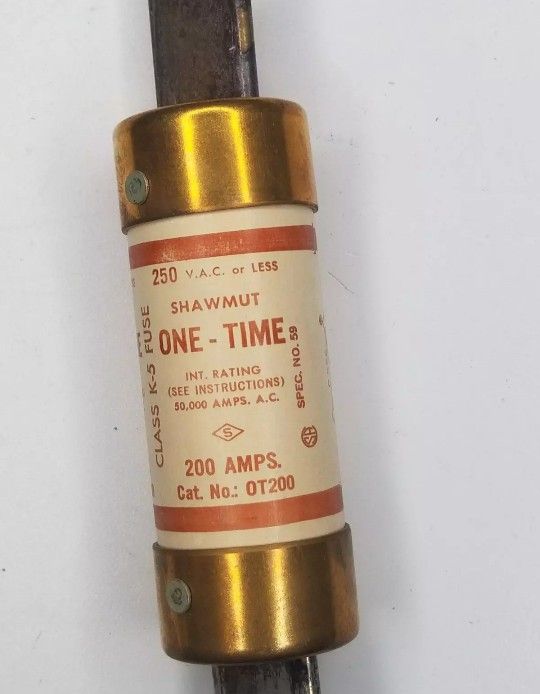 250 V.A.C. or LESS
SHAWMUT
ONE - TIME
INT. RATING
(SEE INSTRUCTIONS)
50,000 AMPS. A.C.
S
200 AMPS.
Cat. No.: OT200
CLASS K-5 FUSE
SPEC. NO. 59